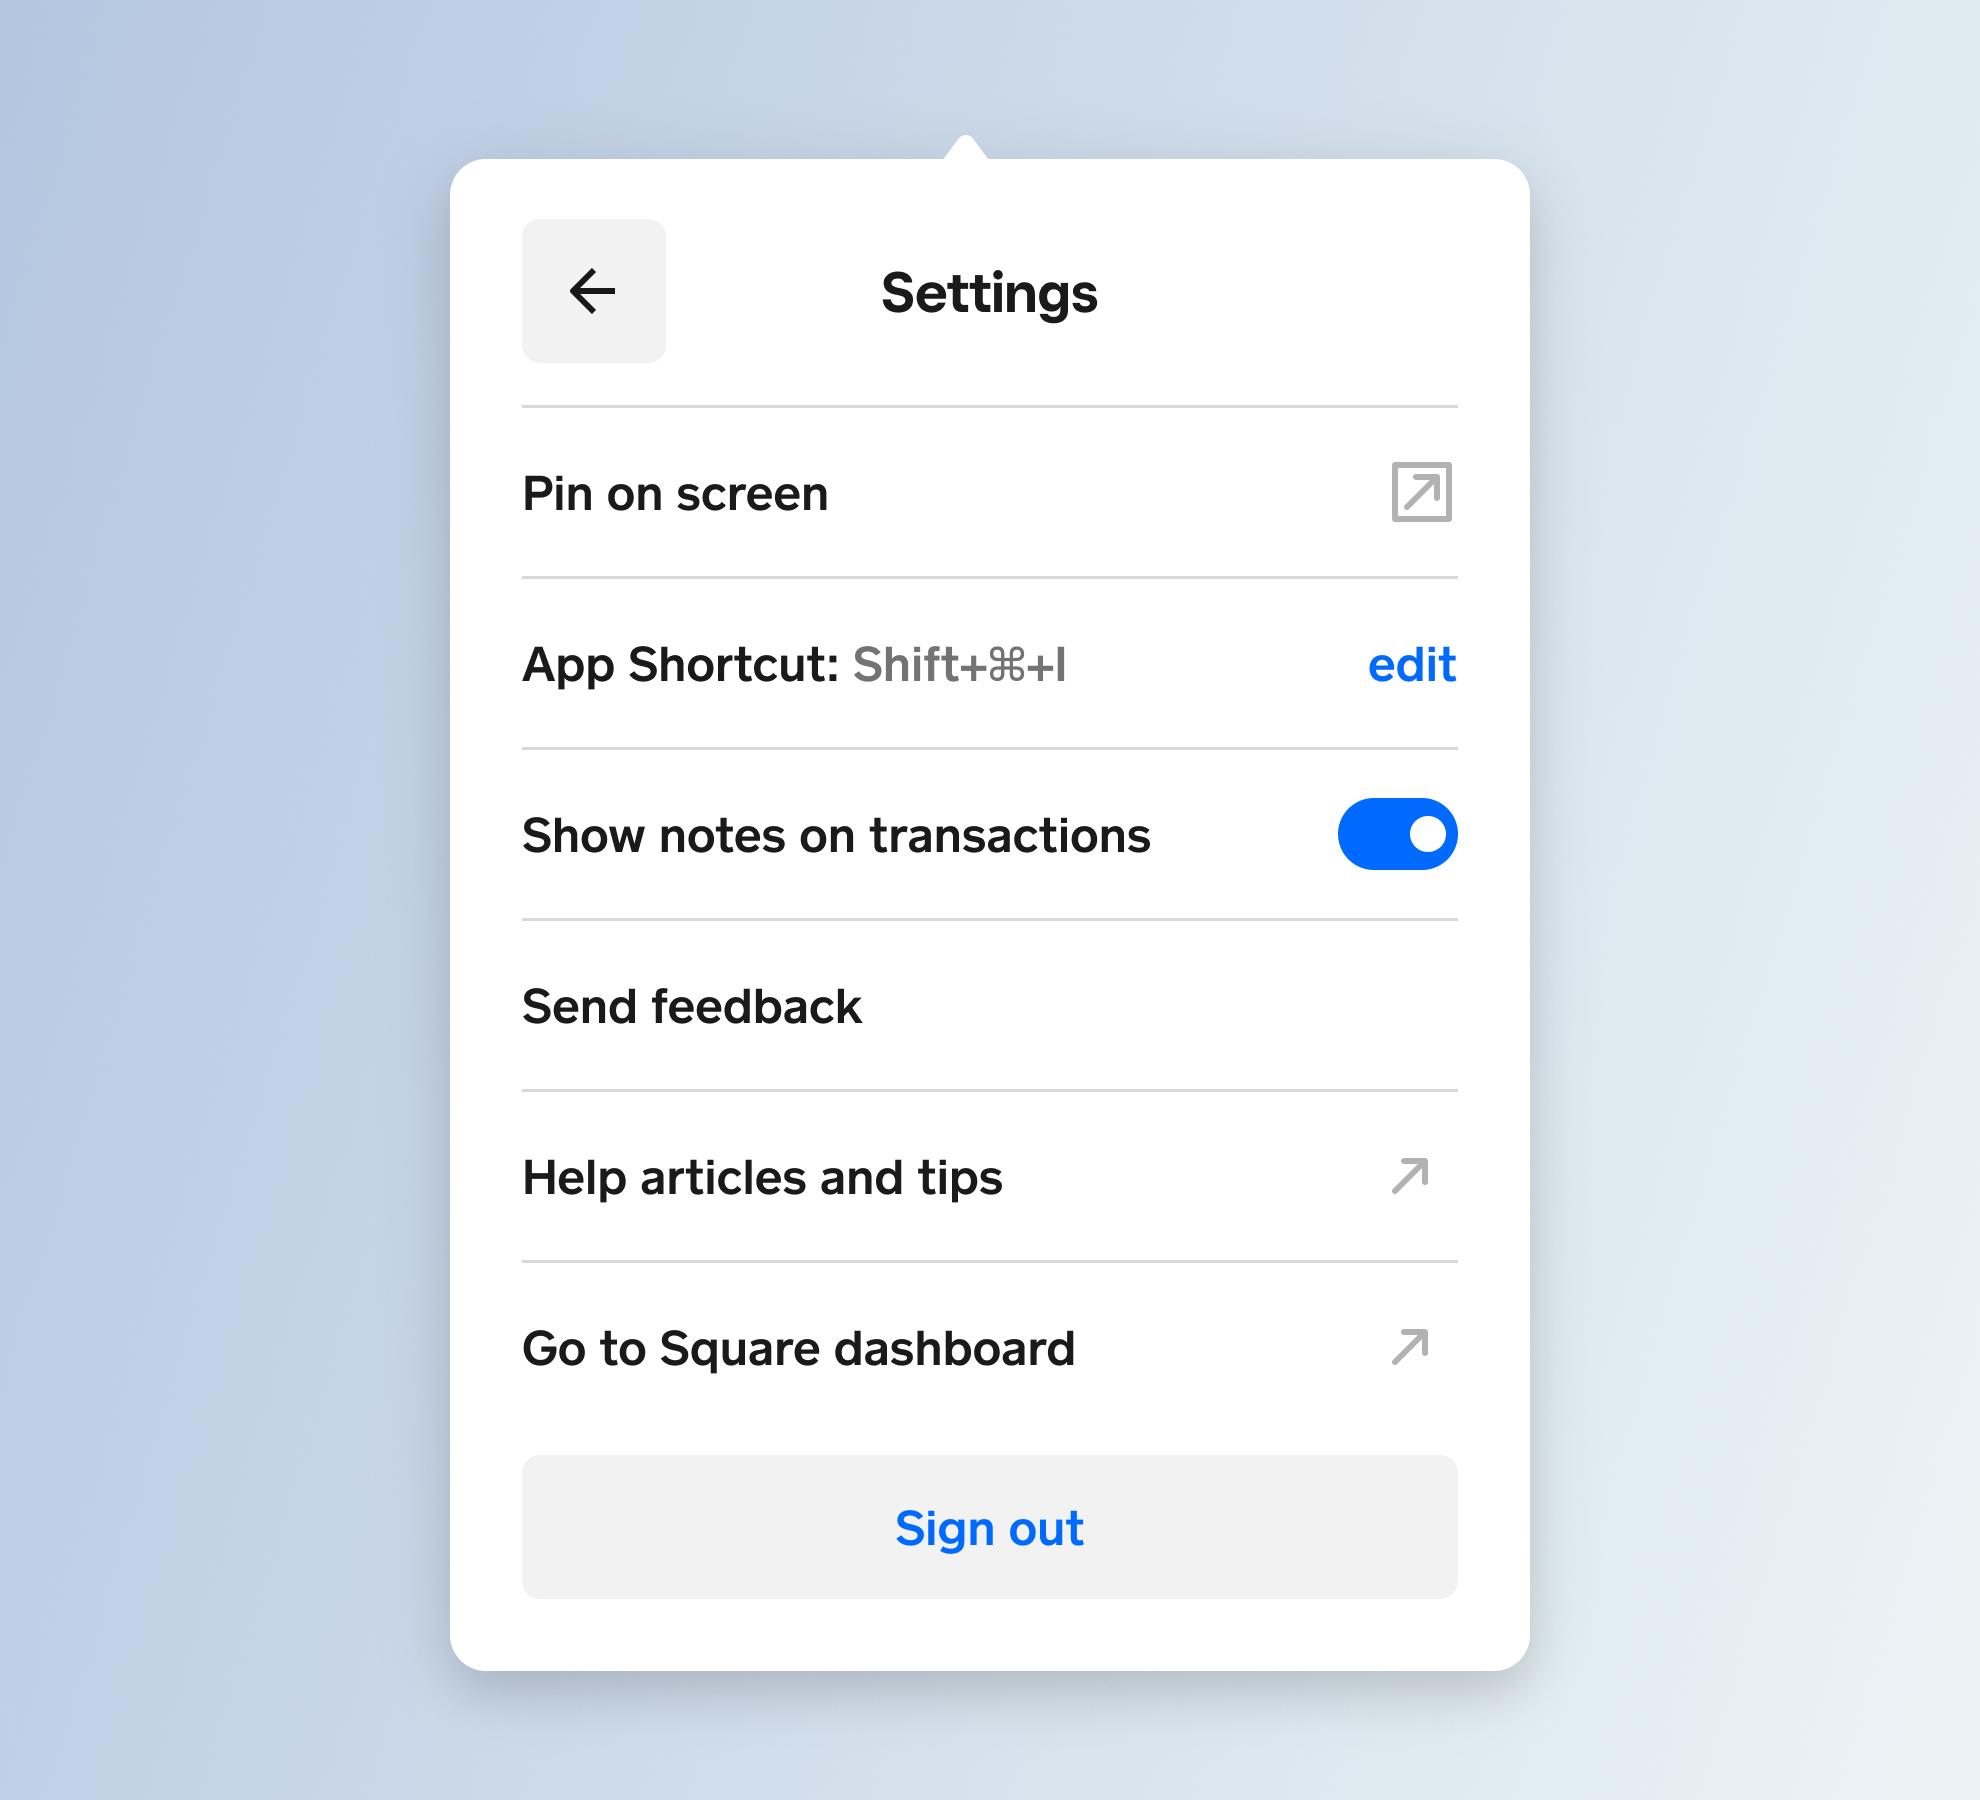 Settings
Pin on screen
App Shortcut: Shift+⌘+I edit
Show notes on transactions
Send feedback
Help articles and tips
Go to Square dashboard
Sign out